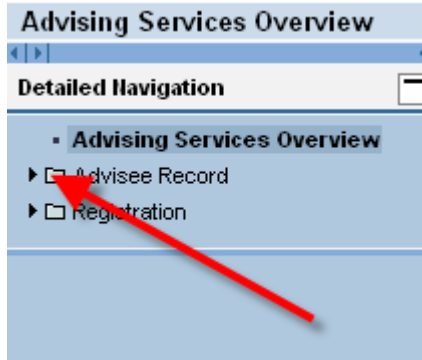 Advising Services Overview
Detailed Navigation
Advising Services Overview
Advisee Record
Registration